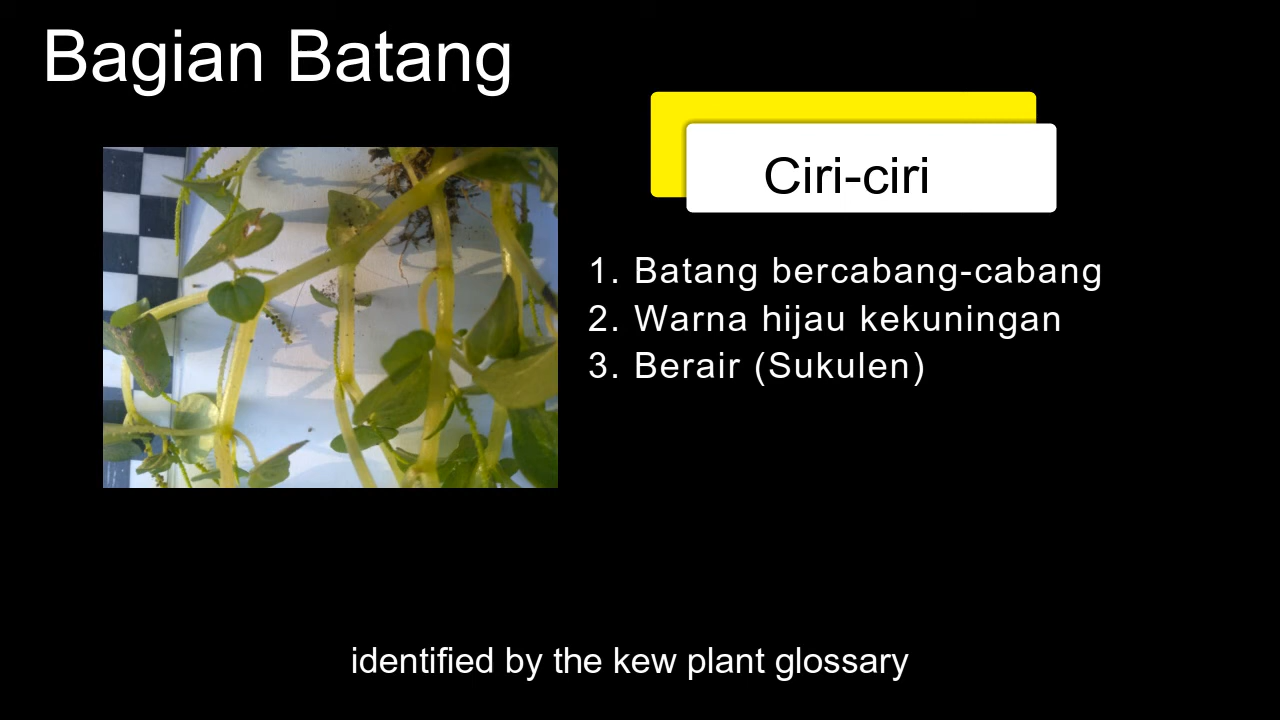 Bagian Batang
Ciri-ciri
1. Batang bercabang-cabang
2. Warna hijau kekuningan
3. Berair (Sukulen)
identified by the kew plant glossary